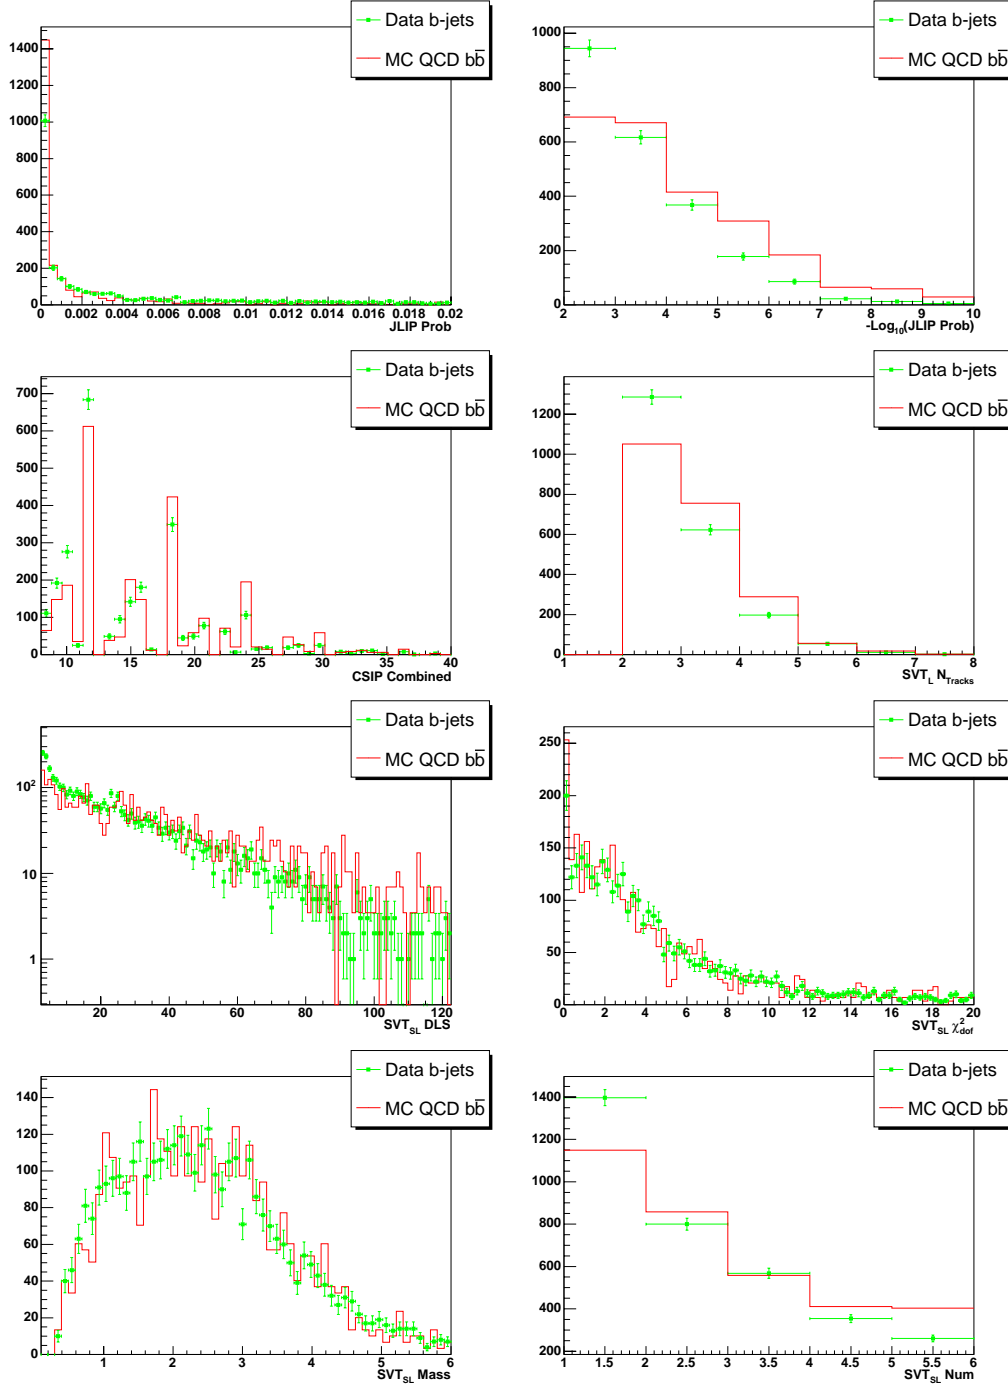 Data b-jets
MC QCD bb̅
1400
1200
1000
800
600
400
200
0
0 0.002 0.004 0.006 0.008 0.01 0.012 0.014 0.016 0.018 0.02
JLIP Prob
Data b-jets
MC QCD bb̅
1000
800
600
400
200
0
2 3 4 5 6 7 8 9 10
-Log₁₀(JLIP Prob)
Data b-jets
MC QCD bb̅
700
600
500
400
300
200
100
0
10 15 20 25 30 35 40
CSIP Combined
Data b-jets
MC QCD bb̅
1200
1000
800
600
400
200
0
1 2 3 4 5 6 7 8
SVT_L N_Tracks
Data b-jets
MC QCD bb̅
10²
10
1
20 40 60 80 100 120
SVT_SL DLS
Data b-jets
MC QCD bb̅
250
200
150
100
50
0
0 2 4 6 8 10 12 14 16 18 20
SVT_SL χ²_dof
Data b-jets
MC QCD bb̅
140
120
100
80
60
40
20
0
1 2 3 4 5 6
SVT_SL Mass
Data b-jets
MC QCD bb̅
1400
1200
1000
800
600
400
200
1 1.5 2 2.5 3 3.5 4 4.5 5 5.5 6
SVT_SL Num